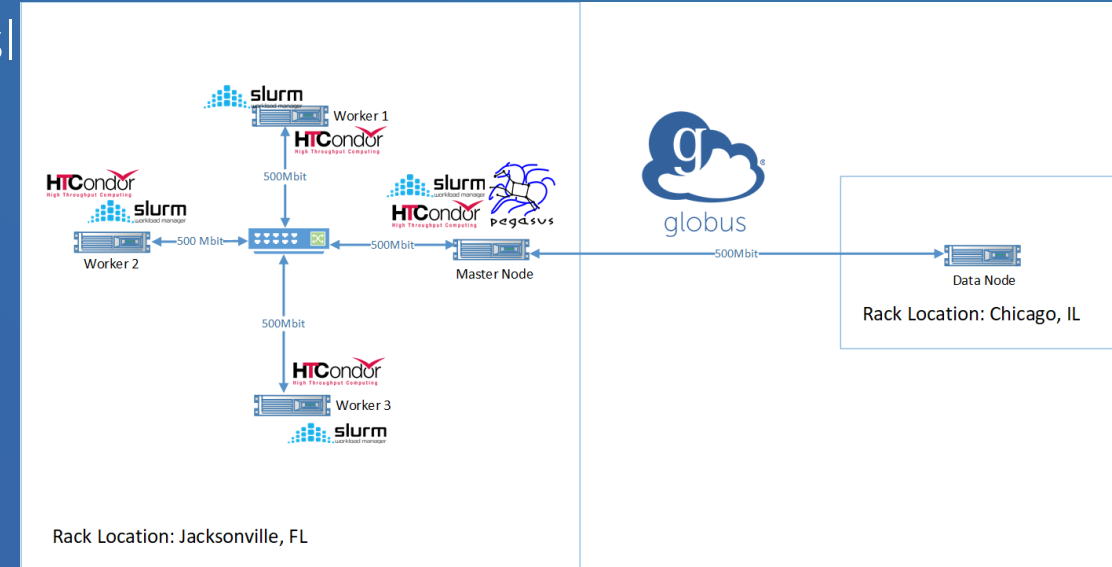 slurm
workload manager
Worker 1
HTCondor
High Throughput Computing
500Mbit
HTCondor
High Throughput Computing
slurm
workload manager
500 Mbit
Worker 2
slurm
workload manager
HTCondor
High Throughput Computing
pegasus
500Mbit
Master Node
g
®
globus
500Mbit
Data Node
Rack Location: Chicago, IL
500Mbit
HTCondor
High Throughput Computing
Worker 3
slurm
workload manager
Rack Location: Jacksonville, FL